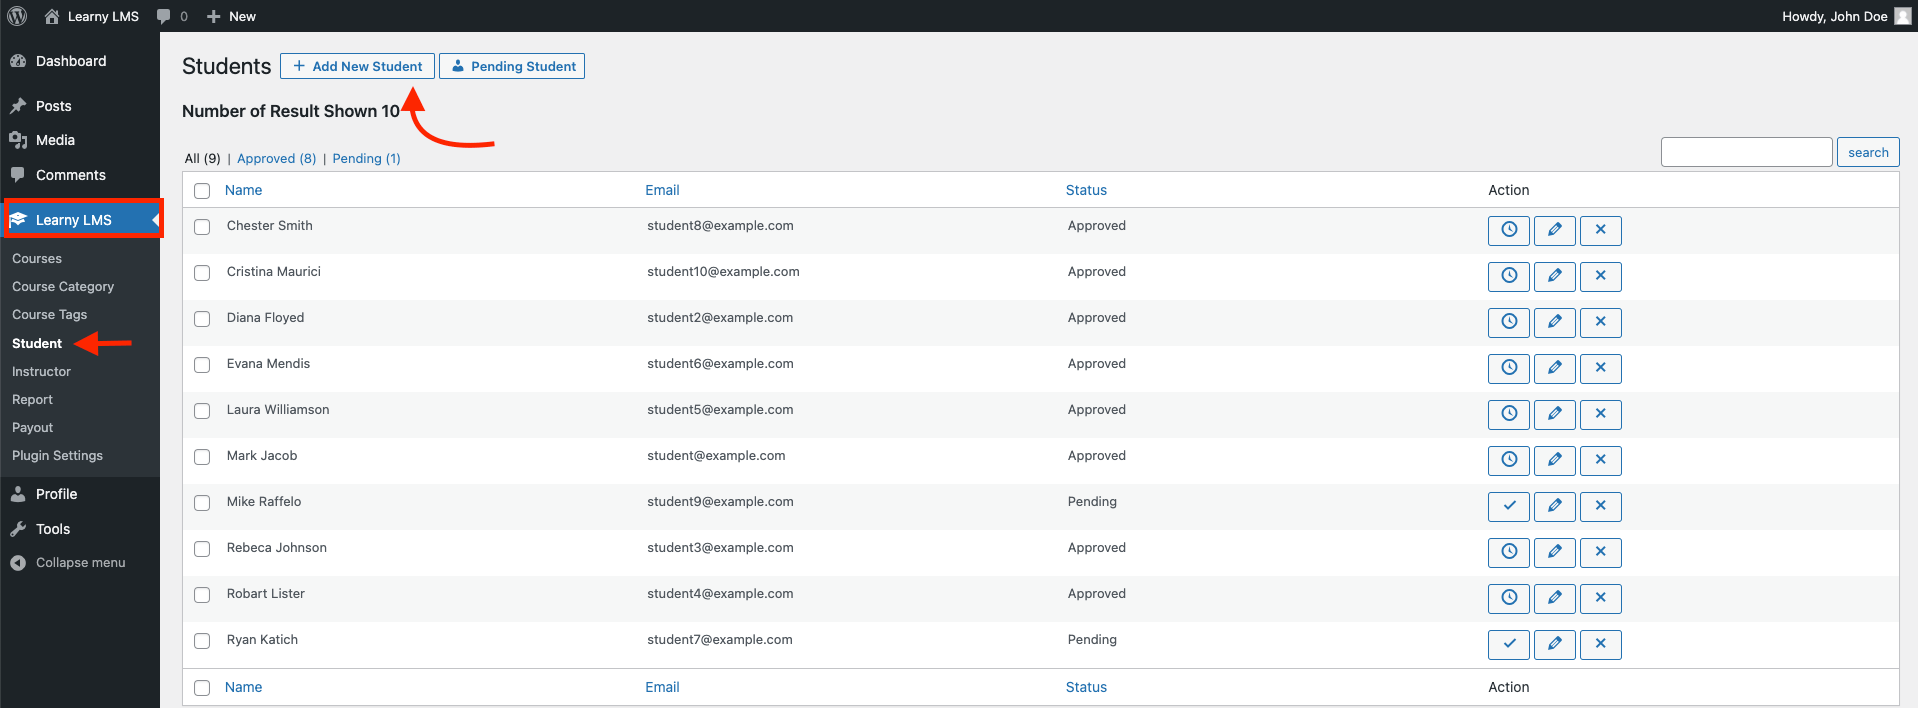 Learny LMS 0 New Howdy, John Doe
Dashboard
Posts
Media
Comments
Learny LMS
Courses
Course Category
Course Tags
Student
Instructor
Report
Payout
Plugin Settings
Profile
Tools
Collapse menu
Students Add New Student Pending Student
Number of Result Shown 10
All (9) | Approved (8) | Pending (1) search
Name Email Status Action
Chester Smith student8@example.com Approved
Cristina Maurici student10@example.com Approved
Diana Floyed student2@example.com Approved
Evana Mendis student6@example.com Approved
Laura Williamson student5@example.com Approved
Mark Jacob student@example.com Approved
Mike Raffelo student9@example.com Pending
Rebeca Johnson student3@example.com Approved
Robart Lister student4@example.com Approved
Ryan Katich student7@example.com Pending
Name Email Status Action